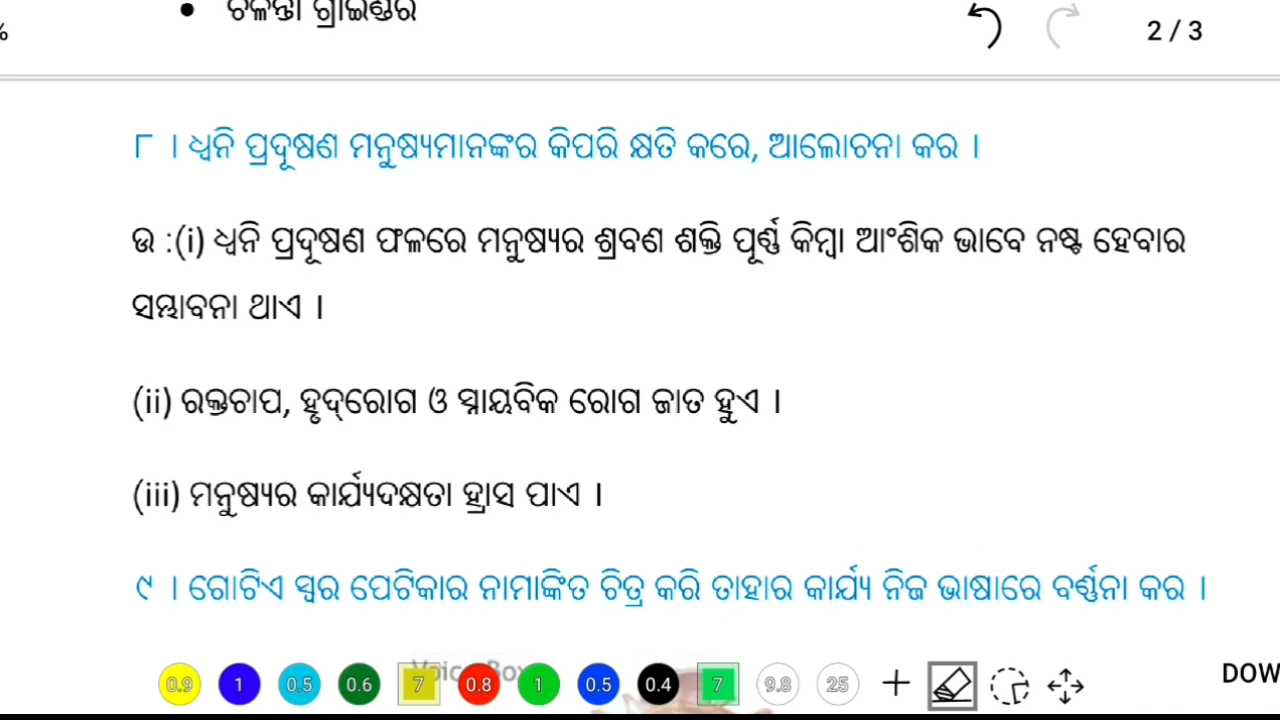 ଚଳନ୍ତା ଗ୍ରାଇଣ୍ଡର
2 / 3
୮ । ଧ୍ୱନି ପ୍ରଦୂଷଣ ମନୁଷ୍ୟମାନଙ୍କର କିପରି କ୍ଷତି କରେ, ଆଲୋଚନା କର ।
ଉ :(i) ଧ୍ୱନି ପ୍ରଦୂଷଣ ଫଳରେ ମନୁଷ୍ୟର ଶ୍ରବଣ ଶକ୍ତି ପୂର୍ଣ୍ଣ କିମ୍ବା ଆଂଶିକ ଭାବେ ନଷ୍ଟ ହେବାର
ସମ୍ଭାବନା ଥାଏ ।
(ii) ରକ୍ତଚାପ, ହୃଦ୍‌ରୋଗ ଓ ସ୍ନାୟବିକ ରୋଗ ଜାତ ହୁଏ ।
(iii) ମନୁଷ୍ୟର କାର୍ଯ୍ୟଦକ୍ଷତା ହ୍ରାସ ପାଏ ।
୯ । ଗୋଟିଏ ସ୍ୱର ପେଟିକାର ନାମାଙ୍କିତ ଚିତ୍ର କରି ତାହାର କାର୍ଯ୍ୟ ନିଜ ଭାଷାରେ ବର୍ଣ୍ଣନା କର ।
Voice Box
0.9 1 0.5 0.6 7 0.8 1 0.5 0.4 7 9.8 25 DOW